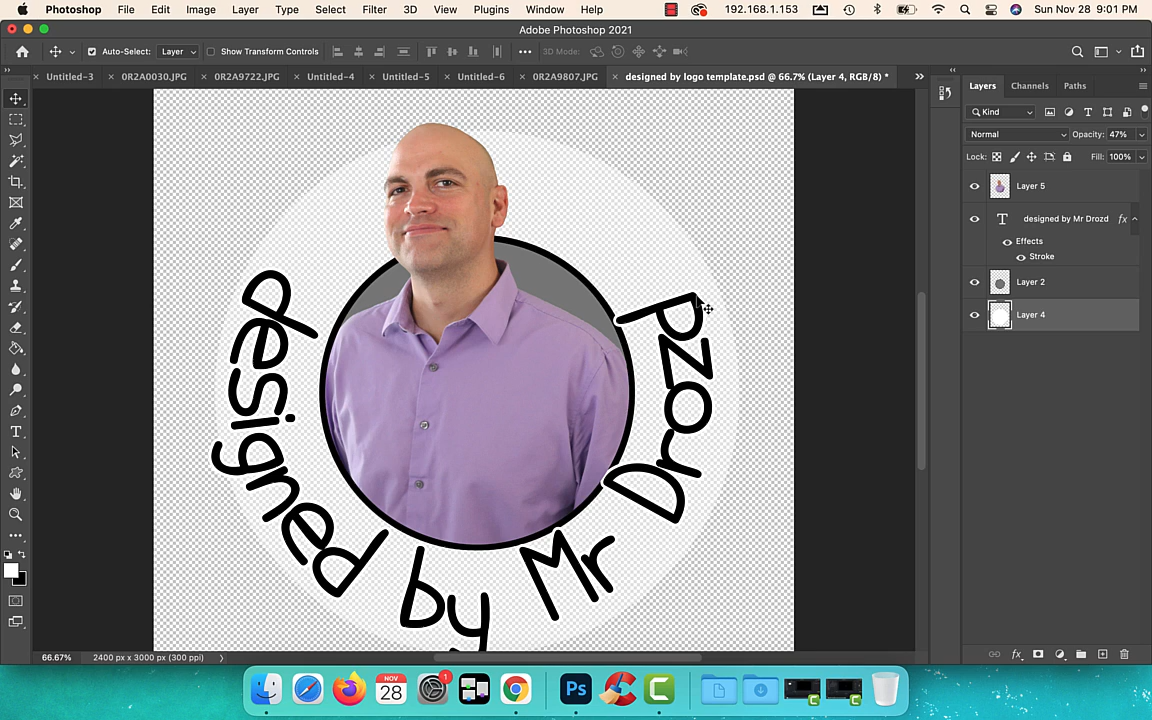 Photoshop File Edit Image Layer Type Select Filter 3D View Plugins Window Help 192.168.1.153 Sun Nov 28 9:01 PM
Adobe Photoshop 2021
Auto-Select: Layer Show Transform Controls 3D Mode:
Untitled-3 0R2A0030.JPG 0R2A9722.JPG Untitled-4 Untitled-5 Untitled-6 0R2A9807.JPG designed by logo template.psd @ 66.7% (Layer 4, RGB/8) *
Layers Channels Paths
Kind
Normal Opacity: 47%
Lock: Fill: 100%
Layer 5
designed by Mr Drozd fx
Effects
Stroke
Layer 2
Layer 4
designed by Mr Drozd
66.67% 2400 px x 3000 px (300 ppi)
NOV
28
1
Ps